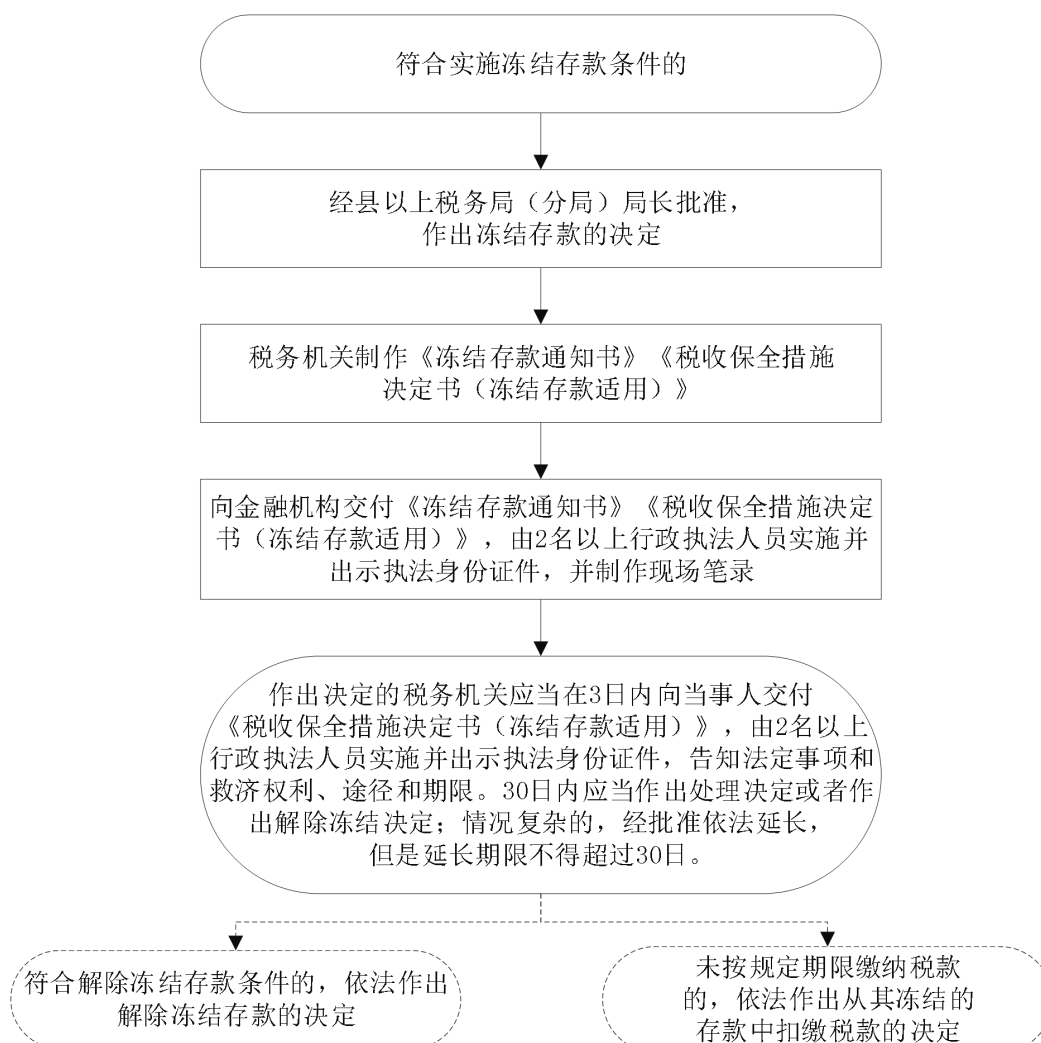 符合实施冻结存款条件的
经县以上税务局（分局）局长批准，
作出冻结存款的决定
税务机关制作《冻结存款通知书》《税收保全措施
决定书（冻结存款适用）》
向金融机构交付《冻结存款通知书》《税收保全措施决定
书（冻结存款适用）》，由2名以上行政执法人员实施并
出示执法身份证件，并制作现场笔录
作出决定的税务机关应当在3日内向当事人交付
《税收保全措施决定书（冻结存款适用）》，由2名以上
行政执法人员实施并出示执法身份证件，告知法定事项和
救济权利、途径和期限。30日内应当作出处理决定或者作
出解除冻结决定；情况复杂的，经批准依法延长，
但是延长期限不得超过30日。
符合解除冻结存款条件的，依法作出
解除冻结存款的决定
未按规定期限缴纳税款
的，依法作出从其冻结的
存款中扣缴税款的决定